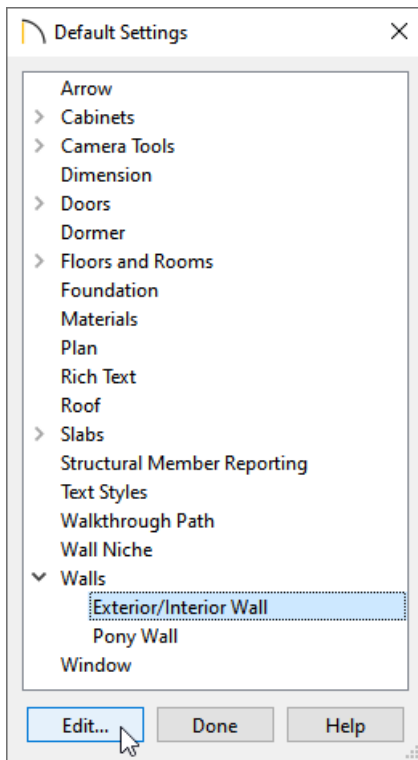 Default Settings
Arrow
Cabinets
Camera Tools
Dimension
Doors
Dormer
Floors and Rooms
Foundation
Materials
Plan
Rich Text
Roof
Slabs
Structural Member Reporting
Text Styles
Walkthrough Path
Wall Niche
Walls
Exterior/Interior Wall
Pony Wall
Window
Edit... Done Help